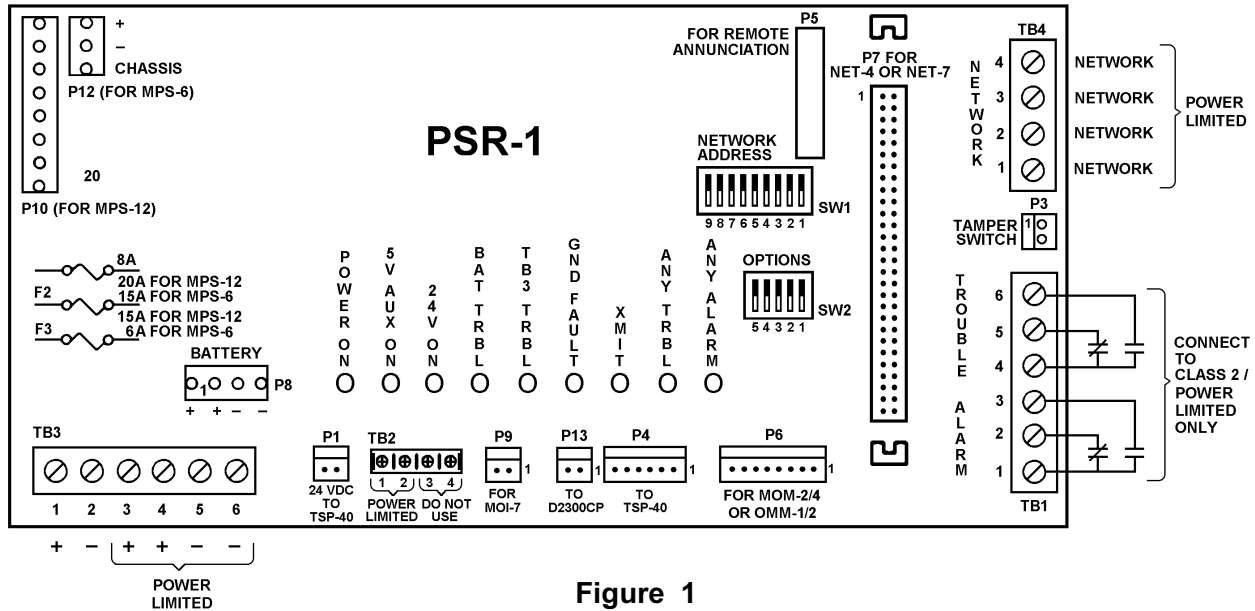 +
–
CHASSIS
P12 (FOR MPS-6)
20
P10 (FOR MPS-12)
PSR-1
FOR REMOTE
ANNUNCIATION
P5
P7 FOR
NET-4 OR NET-7
1
NETWORK
ADDRESS
SW1
9 8 7 6 5 4 3 2 1
OPTIONS
SW2
5 4 3 2 1
TB4
NETWORK
4 NETWORK
3 NETWORK
2 NETWORK
1 NETWORK
POWER
LIMITED
P3
TAMPER
SWITCH
1
TROUBLE
ALARM
6
5
4
3
2
1
TB1
CONNECT
TO
CLASS 2 /
POWER
LIMITED
ONLY
8A
20A FOR MPS-12
F2
15A FOR MPS-6
15A FOR MPS-12
F3
6A FOR MPS-6
BATTERY
1
P8
+ + – –
POWER ON
5V AUX ON
24V ON
BAT TRBL
TB3 TRBL
GND FAULT
XMIT
ANY TRBL
ANY ALARM
TB3
1 2 3 4 5 6
+ – + + – –
POWER
LIMITED
P1
24 VDC
TO
TSP-40
TB2
1 2 3 4
POWER
LIMITED
DO NOT
USE
P9
1
FOR
MOI-7
P13
1
TO
D2300CP
P4
1
TO
TSP-40
P6
1
FOR MOM-2/4
OR OMM-1/2
Figure 1